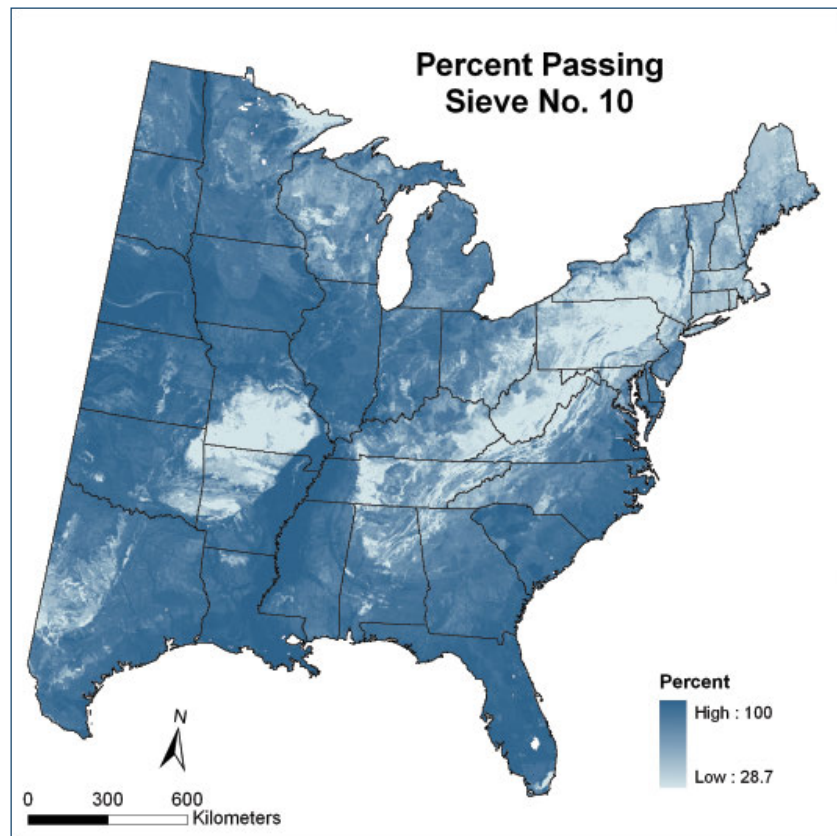 Percent Passing
Sieve No. 10
Percent
High : 100
Low : 28.7
N
0 300 600
Kilometers